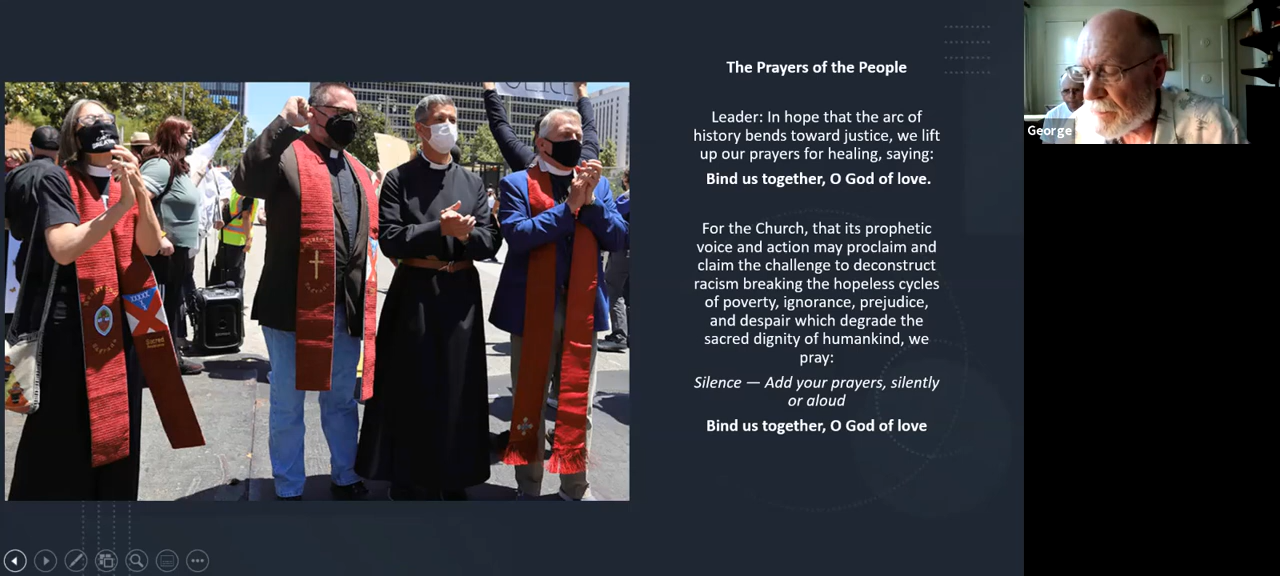 OLICE
The Prayers of the People
Leader: In hope that the arc of
history bends toward justice, we lift
up our prayers for healing, saying:
Bind us together, O God of love.
For the Church, that its prophetic
voice and action may proclaim and
claim the challenge to deconstruct
racism breaking the hopeless cycles
of poverty, ignorance, prejudice,
and despair which degrade the
sacred dignity of humankind, we
pray:
Silence — Add your prayers, silently
or aloud
Bind us together, O God of love
George